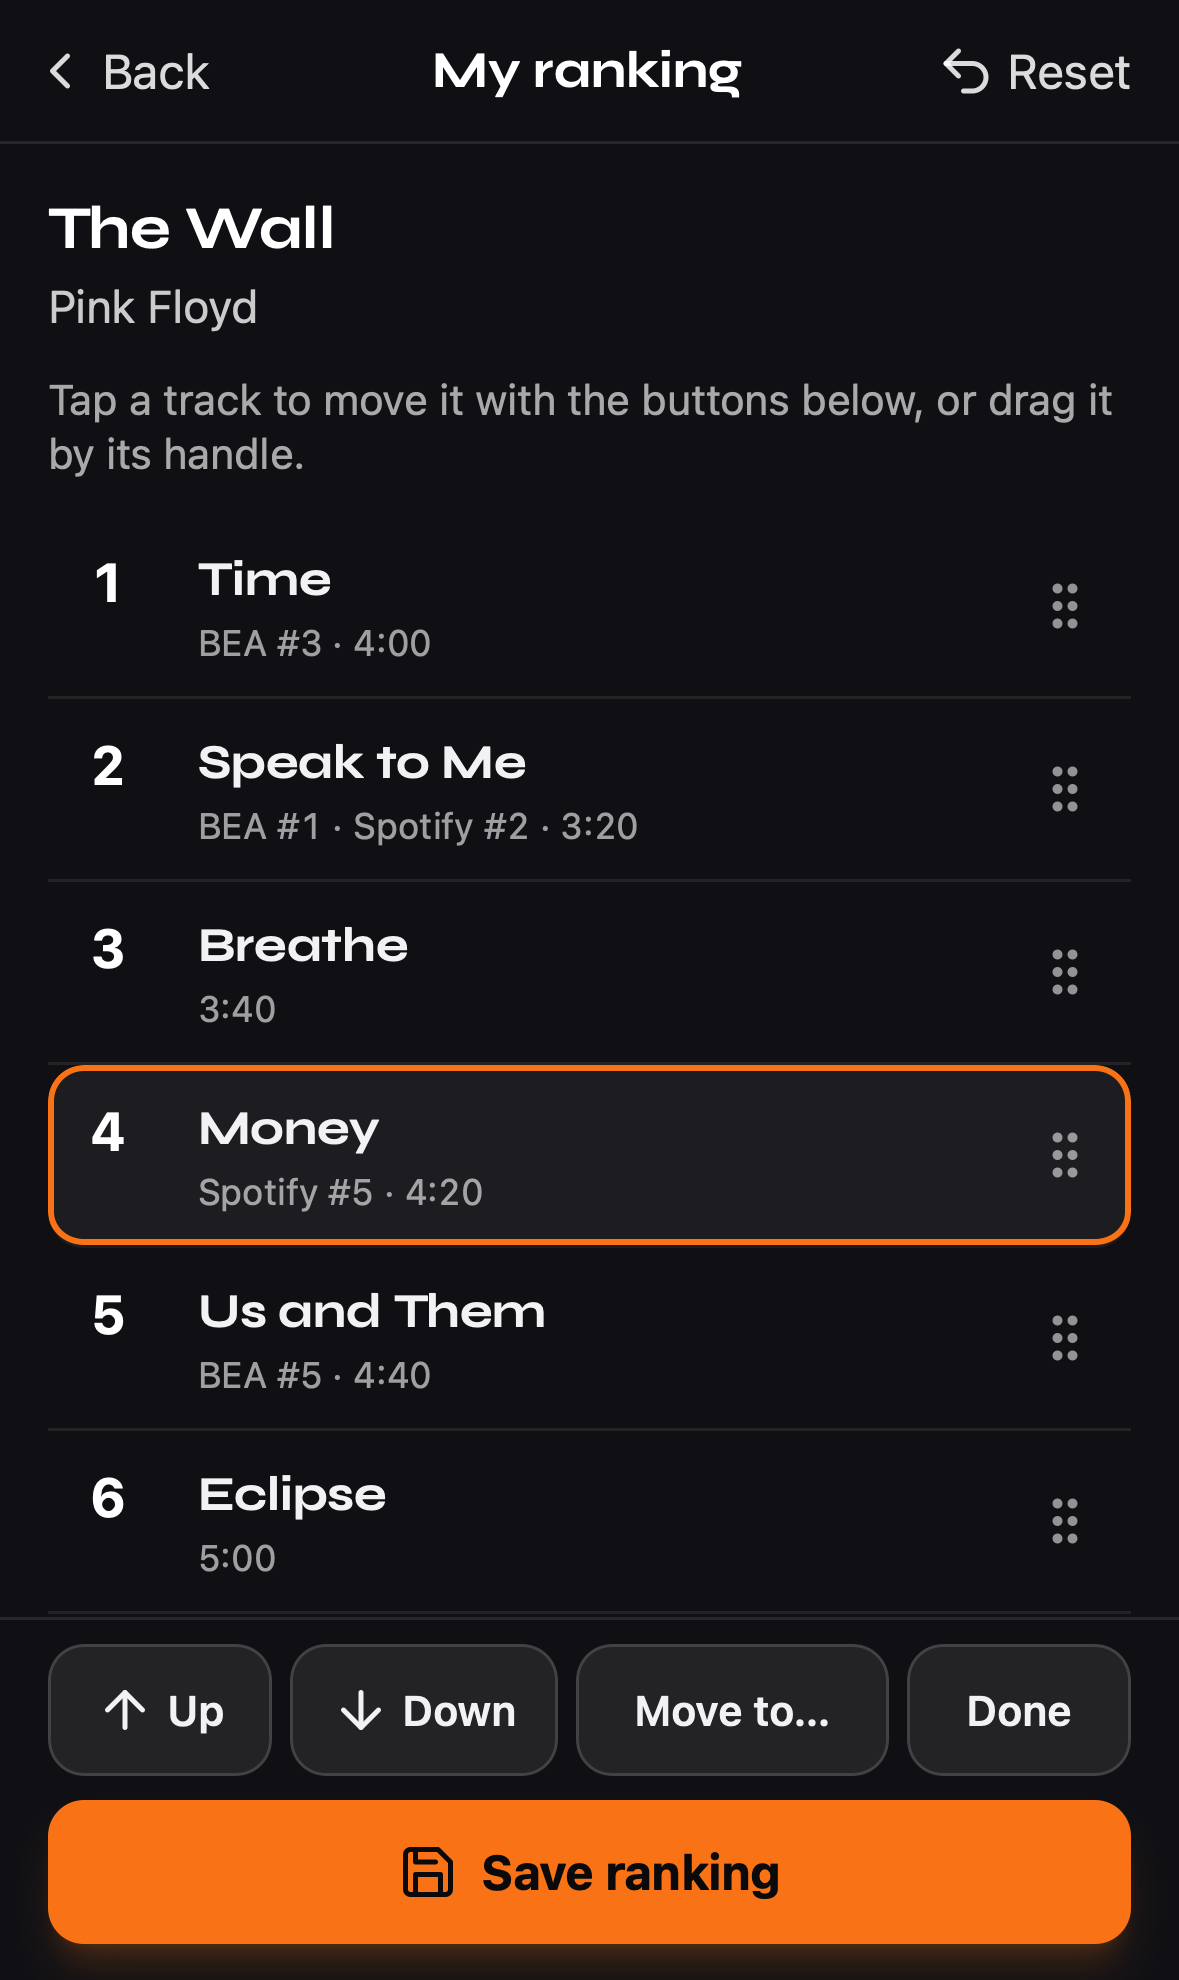 Back
My ranking
Reset
The Wall
Pink Floyd
Tap a track to move it with the buttons below, or drag it
by its handle.
1
Time
BEA #3 · 4:00
2
Speak to Me
BEA #1 · Spotify #2 · 3:20
3
Breathe
3:40
4
Money
Spotify #5 · 4:20
5
Us and Them
BEA #5 · 4:40
6
Eclipse
5:00
Up
Down
Move to...
Done
Save ranking